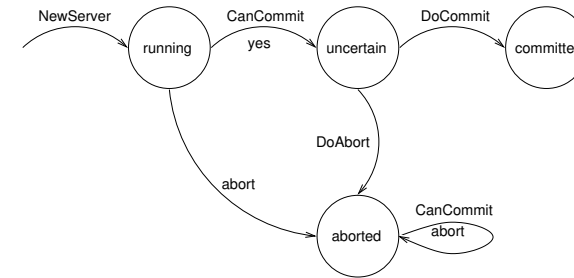 NewServer
CanCommit
DoCommit
running
yes
uncertain
committe
DoAbort
abort
CanCommit
abort
aborted